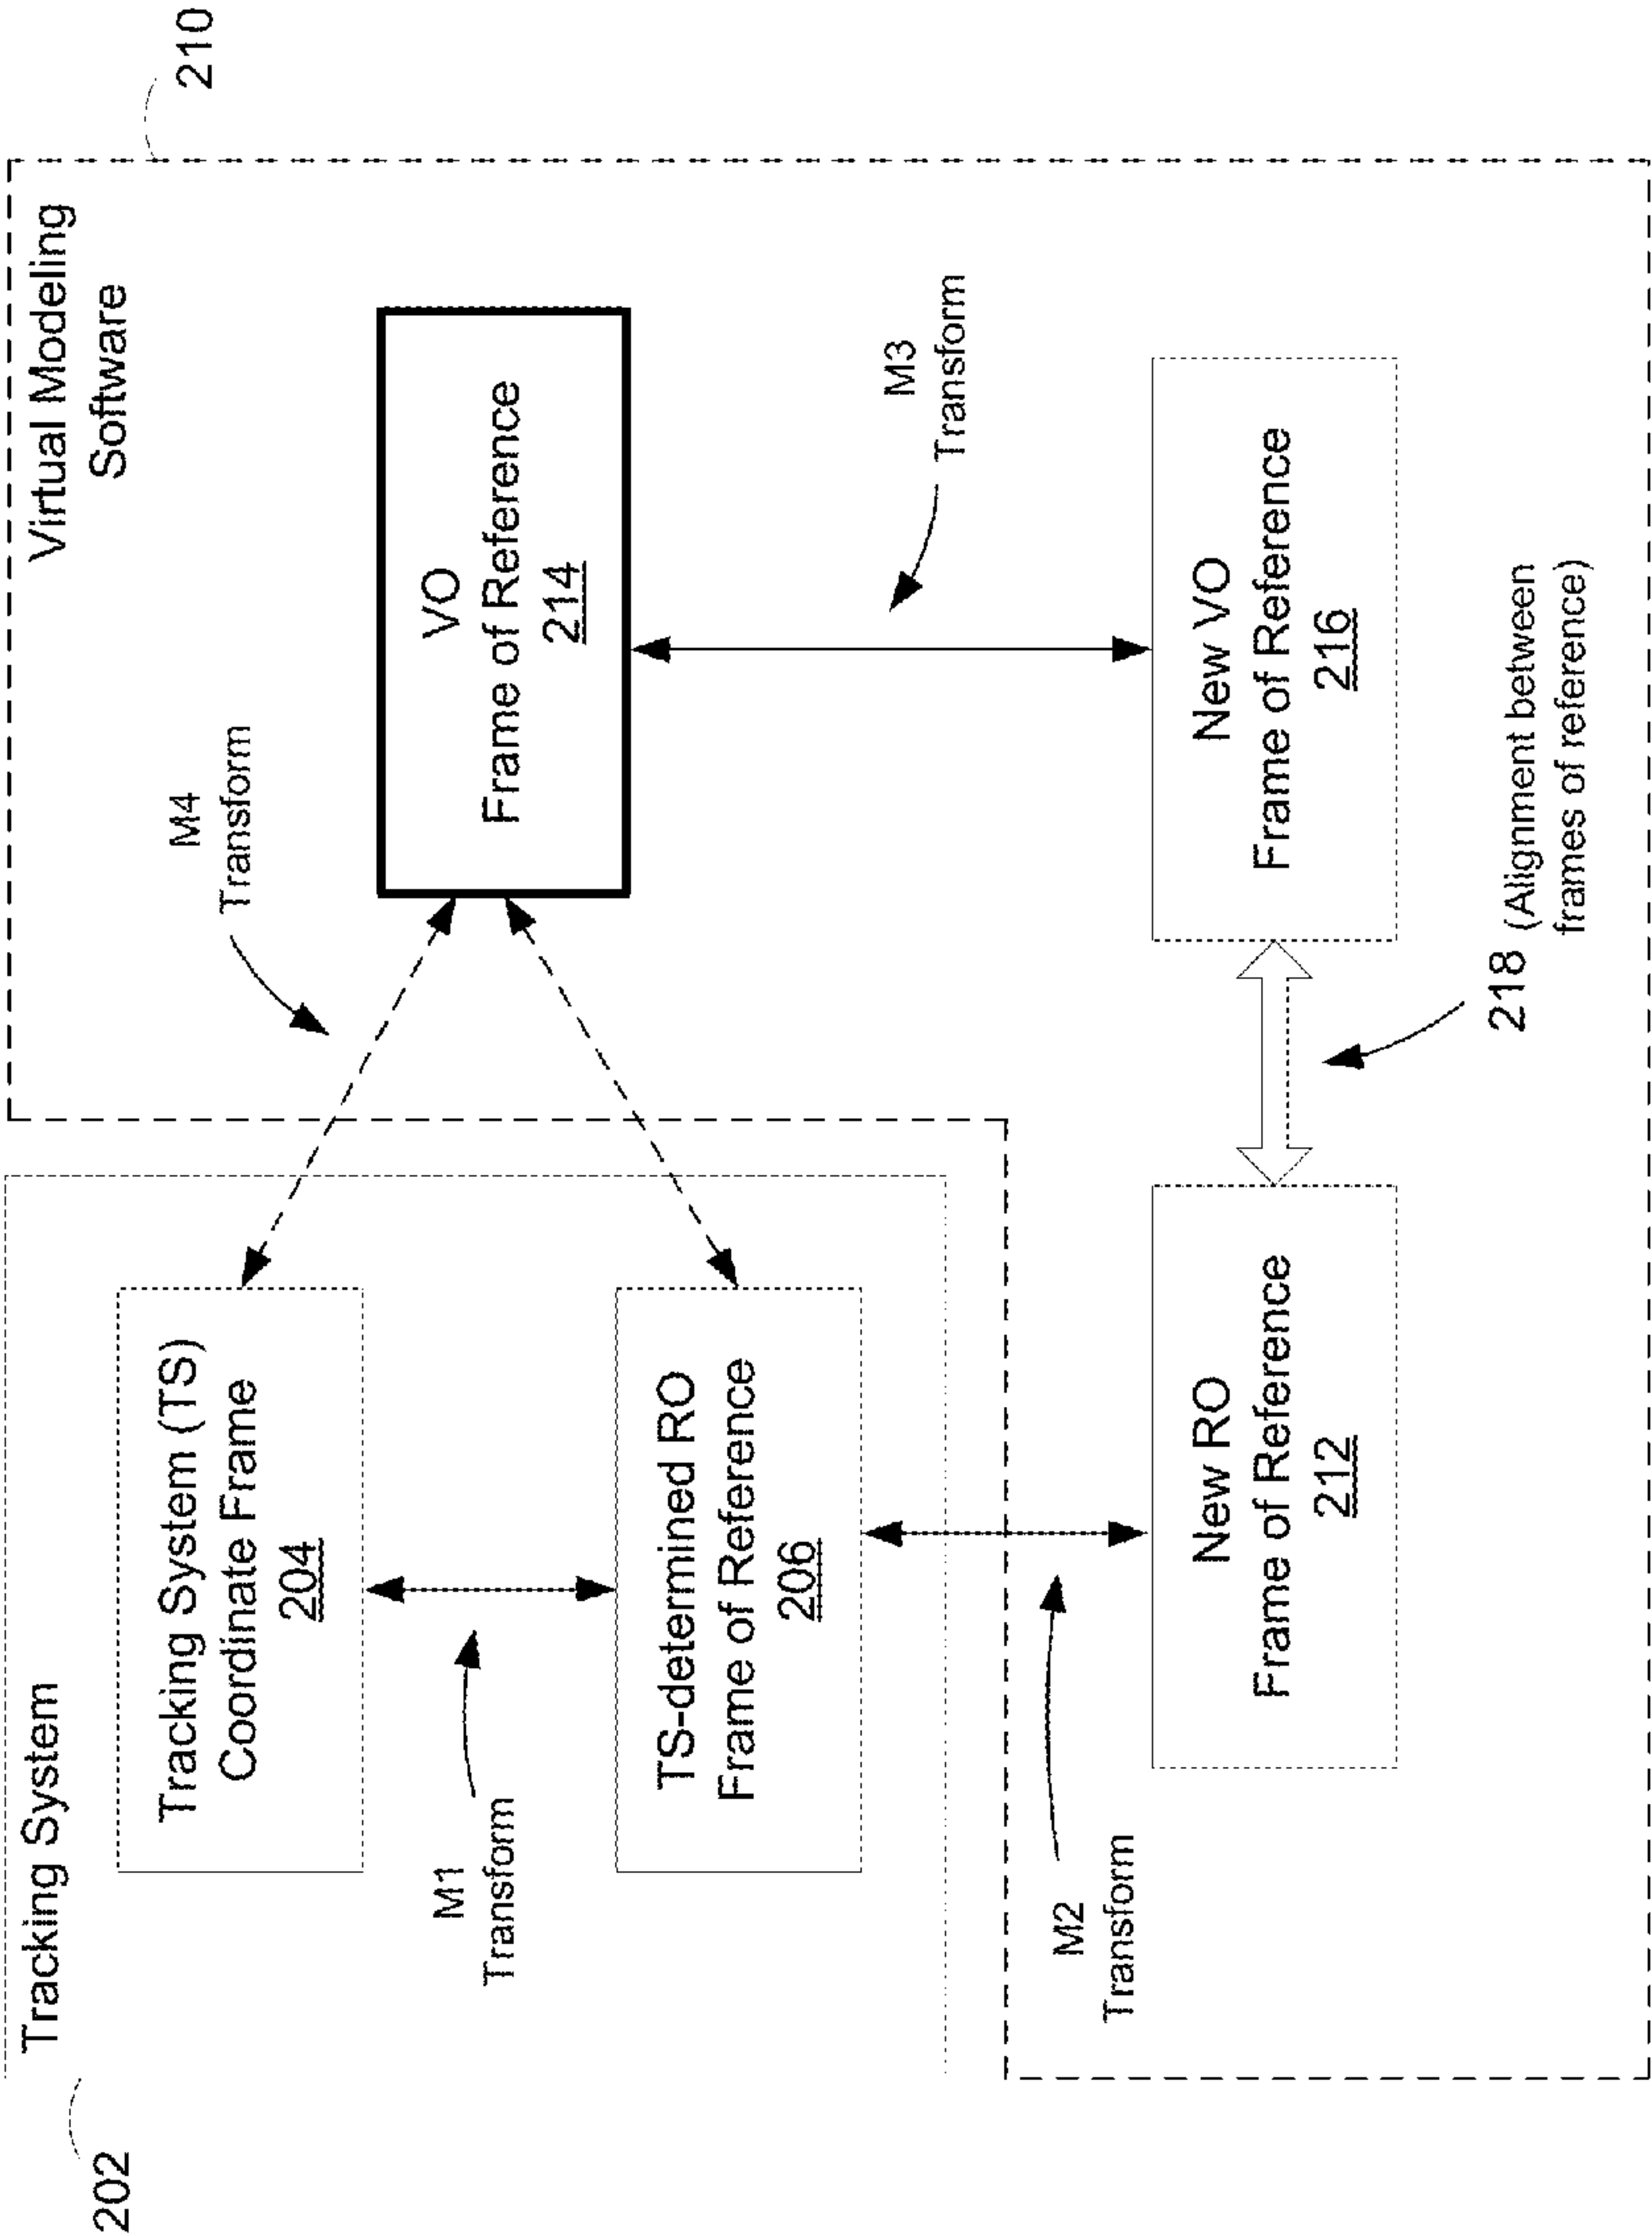 202
Tracking System
Tracking System (TS)
Coordinate Frame
204
M1
Transform
TS-determined RO
Frame of Reference
206
M2
Transform
New RO
Frame of Reference
212
210
Virtual Modeling
Software
M4
Transform
VO
Frame of Reference
214
M3
Transform
New VO
Frame of Reference
216
218 (Alignment between
frames of reference)